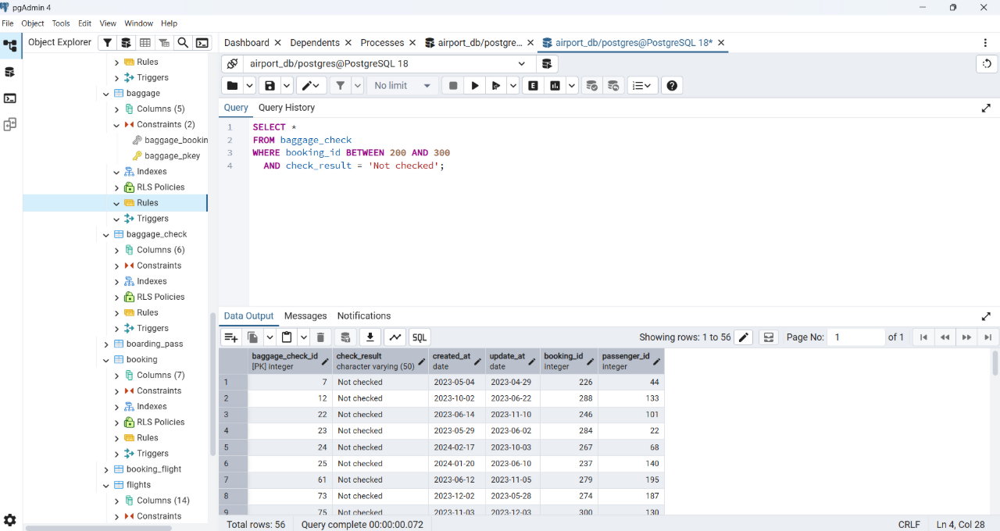 pgAdmin 4
File Object Tools Edit View Window Help
Object Explorer
Dashboard Dependents Processes airport_db/postgre... airport_db/postgres@PostgreSQL 18*
Rules
Triggers
baggage
Columns (5)
Constraints (2)
baggage_bookin
baggage_pkey
Indexes
RLS Policies
Rules
Triggers
baggage_check
Columns (6)
Constraints
Indexes
RLS Policies
Rules
Triggers
boarding_pass
booking
Columns (7)
Constraints
Indexes
RLS Policies
Rules
Triggers
booking_flight
flights
Columns (14)
Constraints
airport_db/postgres@PostgreSQL 18
No limit
E
Query Query History
1 SELECT *
2 FROM baggage_check
3 WHERE booking_id BETWEEN 200 AND 300
4 AND check_result = 'Not checked';
Data Output Messages Notifications
SQL Showing rows: 1 to 56 Page No: 1 of 1
baggage_check_id check_result created_at update_at booking_id passenger_id
[PK] integer character varying (50) date date integer integer
1 7 Not checked 2023-05-04 2023-04-29 226 44
2 12 Not checked 2023-10-02 2023-06-22 288 133
3 22 Not checked 2023-06-14 2023-11-10 246 101
4 23 Not checked 2023-05-29 2023-06-02 284 22
5 24 Not checked 2024-02-17 2023-10-03 267 68
6 25 Not checked 2024-01-20 2023-06-10 237 140
7 61 Not checked 2023-06-12 2023-11-05 279 195
8 73 Not checked 2023-12-02 2023-05-28 274 187
9 75 Not checked 2023-11-03 2023-12-03 300 130
Total rows: 56 Query complete 00:00:00.072 CRLF Ln 4, Col 28